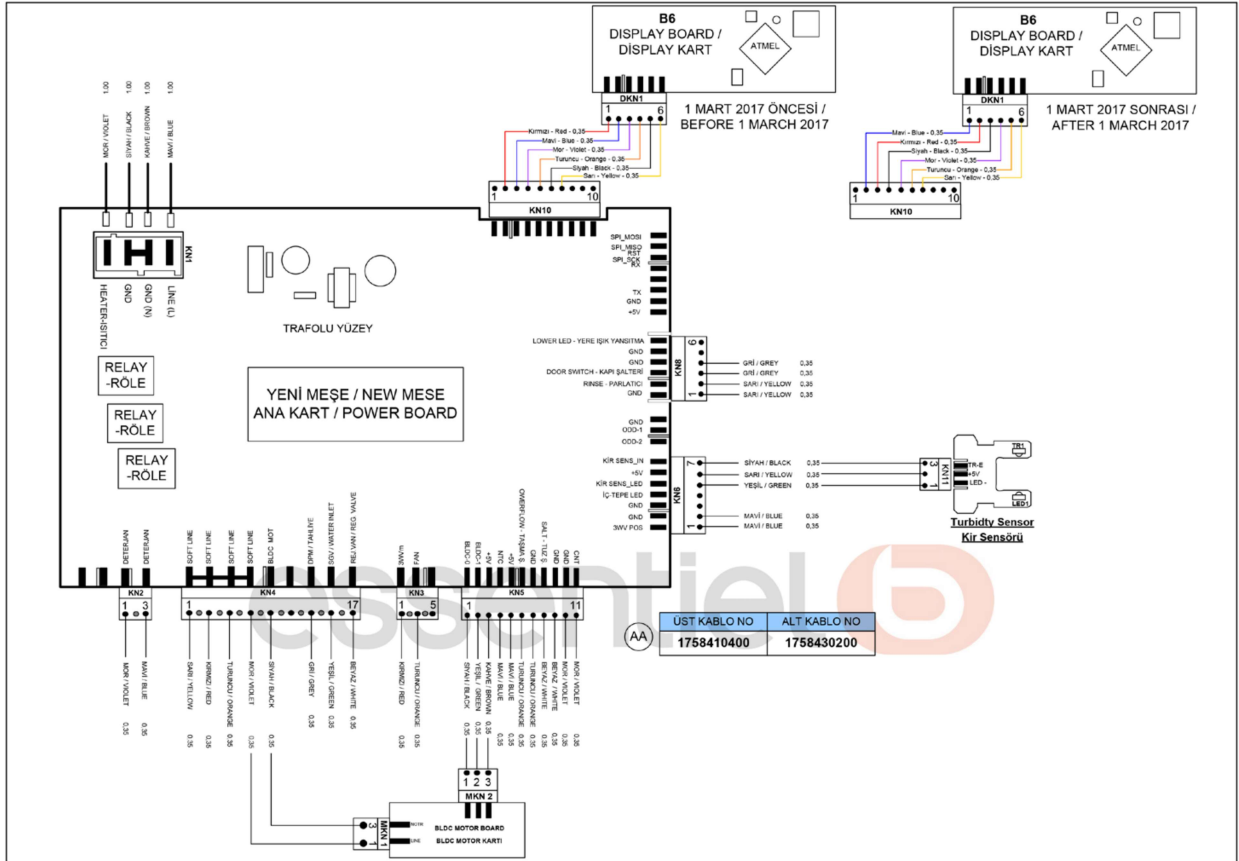 B6
DISPLAY BOARD /
DİSPLAY KART
ATMEL
DKN1
1
6
1 MART 2017 ÖNCESİ /
BEFORE 1 MARCH 2017
Kırmızı - Red - 0,35
Mavi - Blue - 0,35
Mor - Violet - 0,35
Turuncu - Orange - 0,35
Siyah - Black - 0,35
Sarı - Yellow - 0,35
1
10
KN10
B6
DISPLAY BOARD /
DİSPLAY KART
ATMEL
DKN1
1
6
1 MART 2017 SONRASI /
AFTER 1 MARCH 2017
Mavi - Blue - 0,35
Kırmızı - Red - 0,35
Siyah - Black - 0,35
Mor - Violet - 0,35
Turuncu - Orange - 0,35
Sarı - Yellow - 0,35
1
10
KN10
MOR / VIOLET 1.00
SİYAH / BLACK 1.00
KAHVE / BROWN 1.00
MAVİ / BLUE 1.00
KN1
HEATER-ISITICI
GND
GND (N)
LİNE (L)
TRAFOLU YÜZEY
RELAY
-RÖLE
RELAY
-RÖLE
RELAY
-RÖLE
YENİ MEŞE / NEW MESE
ANA KART / POWER BOARD
SPI_MOSI
SPI_MISO
RST
SPI_SCK
RX
TX
GND
+5V
LOWER LED - YERE IŞIK YANSITMA
GND
GND
DOOR SWITCH - KAPI ŞALTERİ
RINSE - PARLATICI
GND
6
KN8
1
GRİ / GREY 0,35
GRİ / GREY 0,35
SARI / YELLOW 0,35
SARI / YELLOW 0,35
GND
ODD-1
ODD-2
KİR SENS_IN
+5V
KİR SENS_LED
İÇ-TEPE LED
GND
GND
3WV POS
7
KN6
1
SİYAH / BLACK 0,35
SARI / YELLOW 0,35
YEŞİL / GREEN 0,35
MAVİ / BLUE 0,35
MAVİ / BLUE 0,35
3
KN11
1
TR-E
+5V
LED -
TR1
LED1
Turbidty Sensor
Kir Sensörü
DETERJAN
DETERJAN
KN2
1
3
MOR / VIOLET 0,35
MAVİ / BLUE 0,35
SOFT LINE
SOFT LINE
SOFT LINE
SOFT LINE
BLDC MOT
DPM / TAHLİYE
SGV / WATER INLET
REJ.VAN / REG. VALVE
KN4
1
17
SARI / YELLOW 0,35
KIRMIZI / RED 0,35
TURUNCU / ORANGE 0,35
MOR / VIOLET 0,35
SİYAH / BLACK 0,35
GRİ / GREY 0,35
YEŞİL / GREEN 0,35
BEYAZ / WHITE 0,35
3WVm
FAN
KN3
1
5
KIRMIZI / RED 0,35
TURUNCU / ORANGE 0,35
BLDC-0
BLDC-1
+5V
NTC
+5V
OWERFLOW - TAŞMA Ş.
GND
SALT - TUZ Ş.
GND
GND
CNT
KN5
1
11
SİYAH / BLACK 0,35
YEŞİL / GREEN 0,35
KAHVE / BROWN 0,35
MAVİ / BLUE 0,35
MAVİ / BLUE 0,35
TURUNCU / ORANGE 0,35
TURUNCU / ORANGE 0,35
BEYAZ / WHITE 0,35
BEYAZ / WHITE 0,35
MOR / VIOLET 0,35
MOR / VIOLET 0,35
essentiel b
AA
ÜST KABLO NO
ALT KABLO NO
1758410400
1758430200
1 2 3
MKN 2
3
MKN 1
1
LINE
BLDC MOTOR BOARD
BLDC MOTOR KARTI